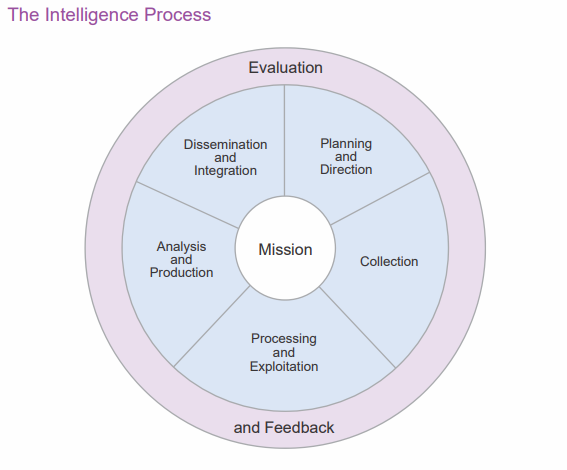 The Intelligence Process
Evaluation
Dissemination
and
Integration
Planning
and
Direction
Analysis
and
Production
Mission
Collection
Processing
and
Exploitation
and Feedback